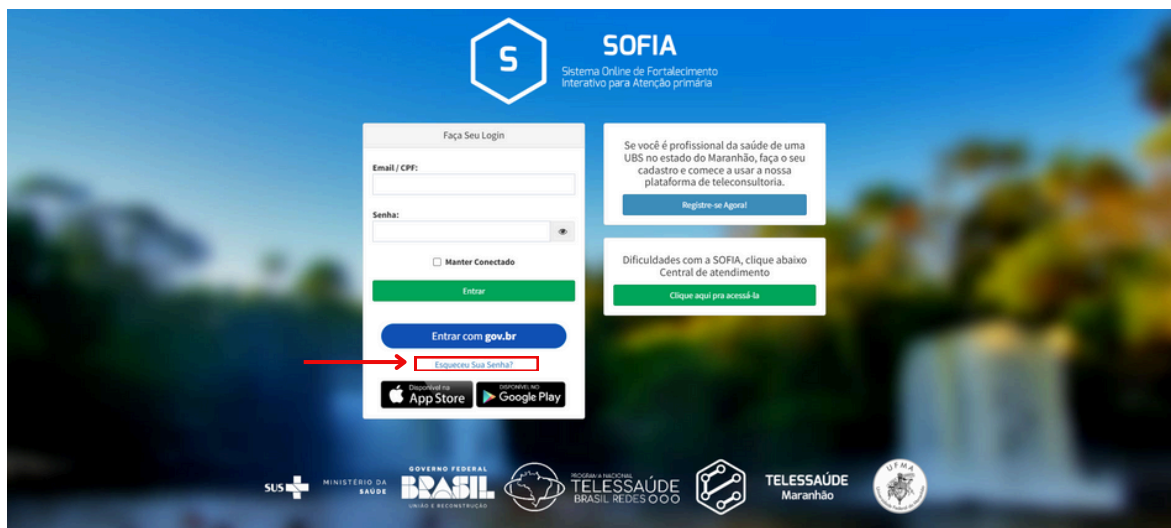 S
SOFIA
Sistema Online de Fortalecimento
Interativo para Atenção primária
Faça Seu Login
Email / CPF:
Senha:
Manter Conectado
Entrar
Entrar com gov.br
Esqueceu Sua Senha?
Disponível na
App Store
DISPONÍVEL NO
Google Play
Se você é profissional da saúde de uma
UBS no estado do Maranhão, faça o seu
cadastro e comece a usar a nossa
plataforma de teleconsultoria.
Registre-se Agora!
Dificuldades com a SOFIA, clique abaixo
Central de atendimento
Clique aqui pra acessá-la
SUS
MINISTÉRIO DA
SAÚDE
GOVERNO FEDERAL
BRASIL
UNIÃO E RECONSTRUÇÃO
PROGRAMA NACIONAL
TELESSAÚDE
BRASIL REDES
TELESSAÚDE
Maranhão
UFMA